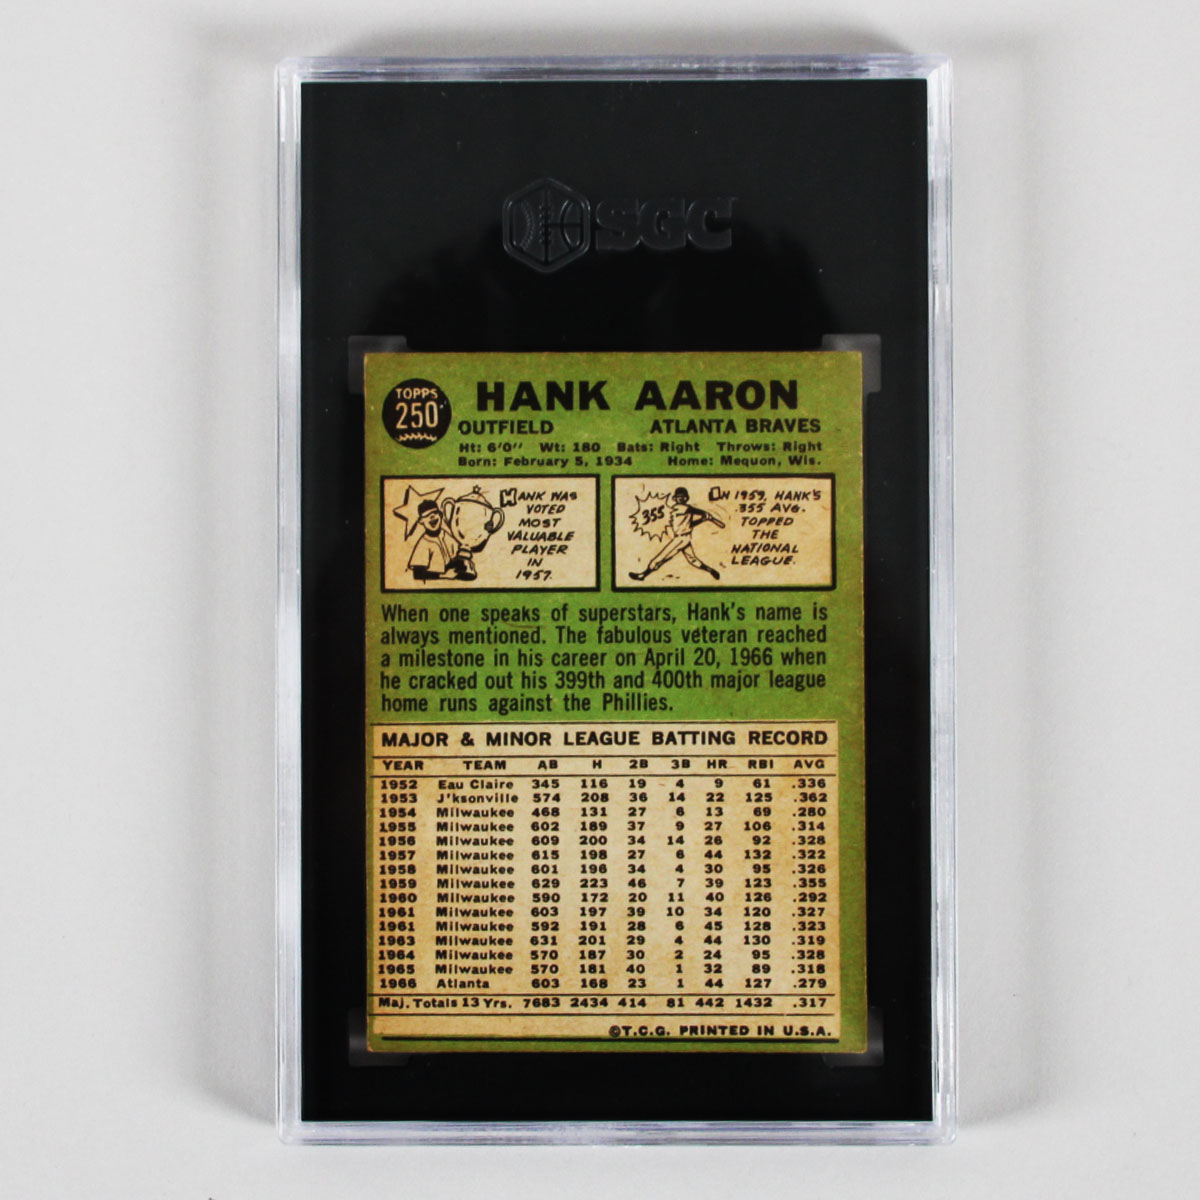 SGC
TOPPS
250
HANK AARON
OUTFIELD ATLANTA BRAVES
Ht: 6'0" Wt: 180 Bats: Right Throws: Right
Born: February 5, 1934 Home: Mequon, Wis.
HANK WAS
VOTED
MOST
VALUABLE
PLAYER
IN
1957.
355
IN 1959, HANK'S
.355 AVG.
TOPPED
THE
NATIONAL
LEAGUE.
When one speaks of superstars, Hank's name is
always mentioned. The fabulous veteran reached
a milestone in his career on April 20, 1966 when
he cracked out his 399th and 400th major league
home runs against the Phillies.
MAJOR & MINOR LEAGUE BATTING RECORD
YEAR TEAM AB H 2B 3B HR RBI AVG
1952 Eau Claire 345 116 19 4 9 61 .336
1953 J'ksonville 574 208 36 14 22 125 .362
1954 Milwaukee 468 131 27 6 13 69 .280
1955 Milwaukee 602 189 37 9 27 106 .314
1956 Milwaukee 609 200 34 14 26 92 .328
1957 Milwaukee 615 198 27 6 44 132 .322
1958 Milwaukee 601 196 34 4 30 95 .326
1959 Milwaukee 629 223 46 7 39 123 .355
1960 Milwaukee 590 172 20 11 40 126 .292
1961 Milwaukee 603 197 39 10 34 120 .327
1961 Milwaukee 592 191 28 6 45 128 .323
1963 Milwaukee 631 201 29 4 44 130 .319
1964 Milwaukee 570 187 30 2 24 95 .328
1965 Milwaukee 570 181 40 1 32 89 .318
1966 Atlanta 603 168 23 1 44 127 .279
Maj. Totals 13 Yrs. 7683 2434 414 81 442 1432 .317
©T.C.G. PRINTED IN U.S.A.